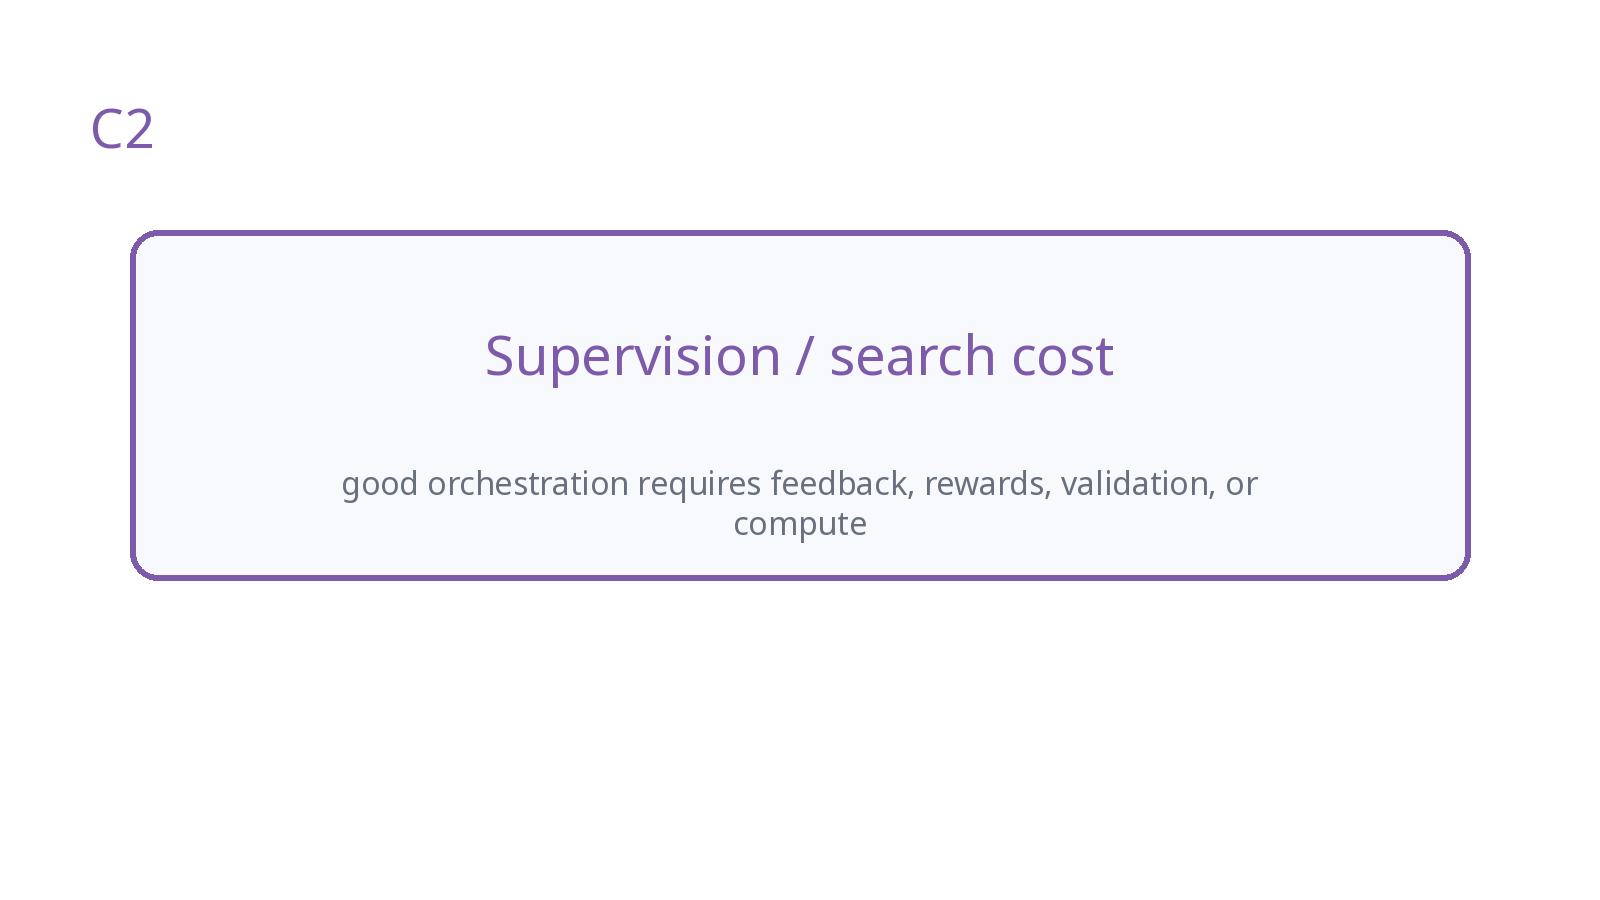 C2
Supervision / search cost
good orchestration requires feedback, rewards, validation, or
compute